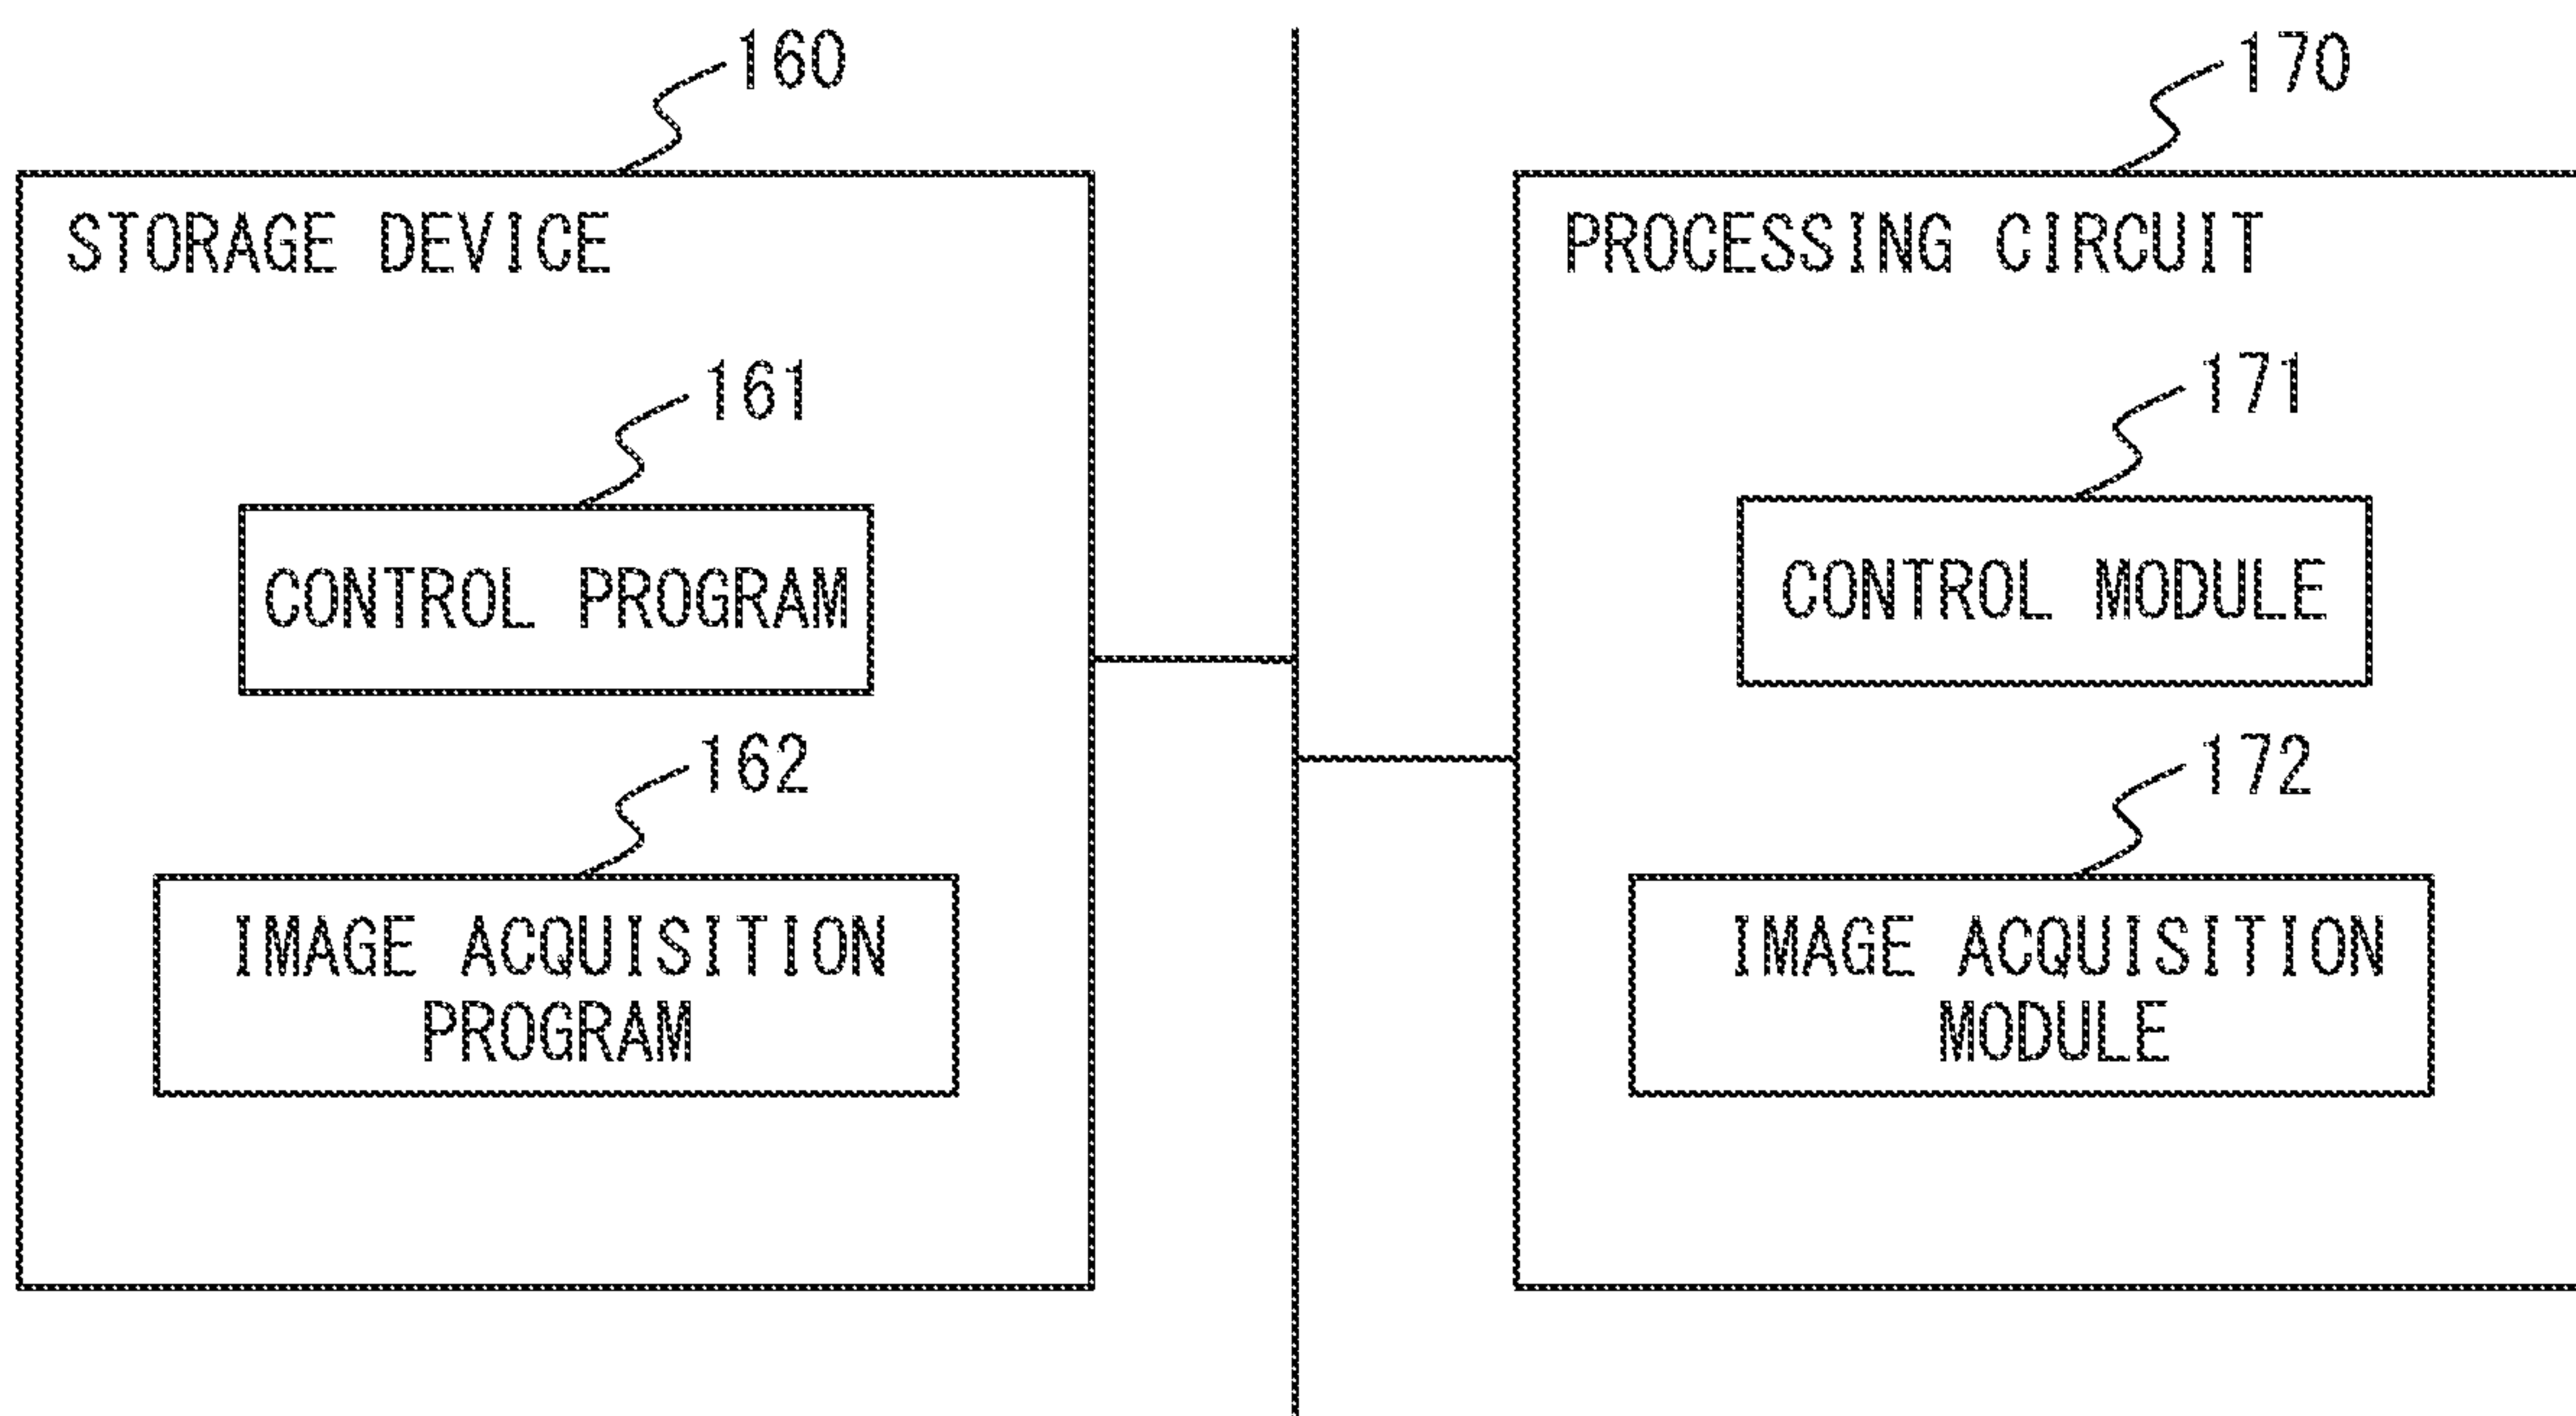 160
STORAGE DEVICE
161
CONTROL PROGRAM
162
IMAGE ACQUISITION
PROGRAM
170
PROCESSING CIRCUIT
171
CONTROL MODULE
172
IMAGE ACQUISITION
MODULE